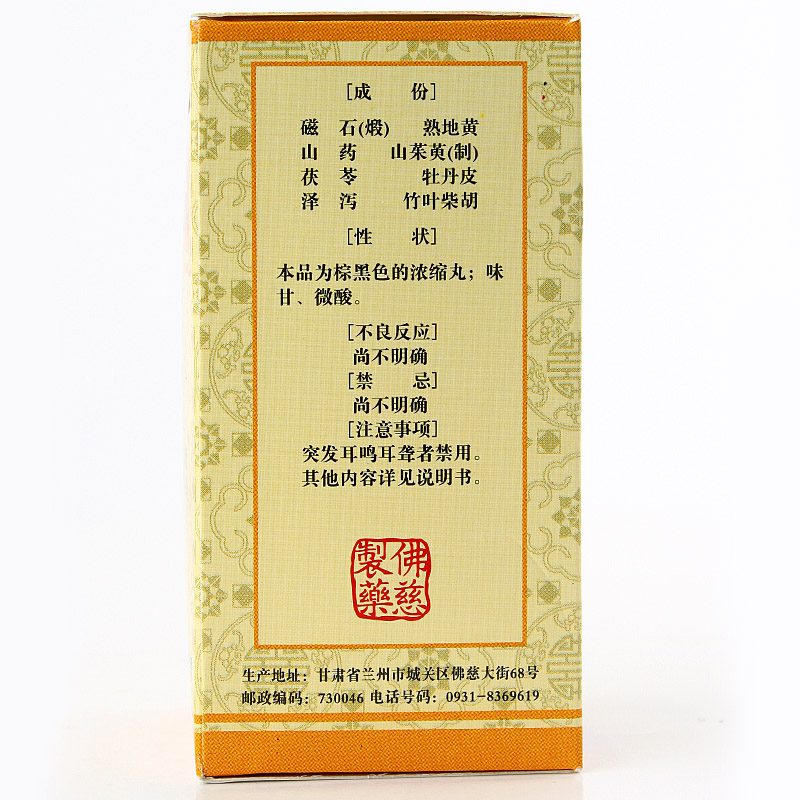 [成 份]
磁 石(煅) 熟地黄
山 药 山茱萸(制)
茯 苓 牡丹皮
泽 泻 竹叶柴胡
[性 状]
本品为棕黑色的浓缩丸；味
甘、微酸。
[不良反应]
尚不明确
[禁 忌]
尚不明确
[注意事项]
突发耳鸣耳聋者禁用。
其他内容详见说明书。
佛慈
製藥
生产地址：甘肃省兰州市城关区佛慈大街68号
邮政编码：730046 电话号码：0931-8369619